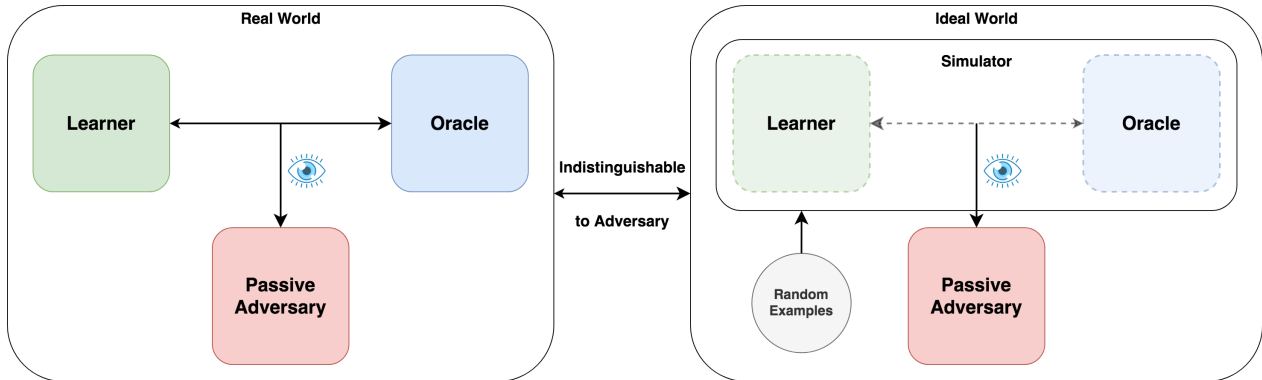 Real World
Learner
Oracle
Passive
Adversary
Indistinguishable
to Adversary
Ideal World
Simulator
Learner
Oracle
Random
Examples
Passive
Adversary